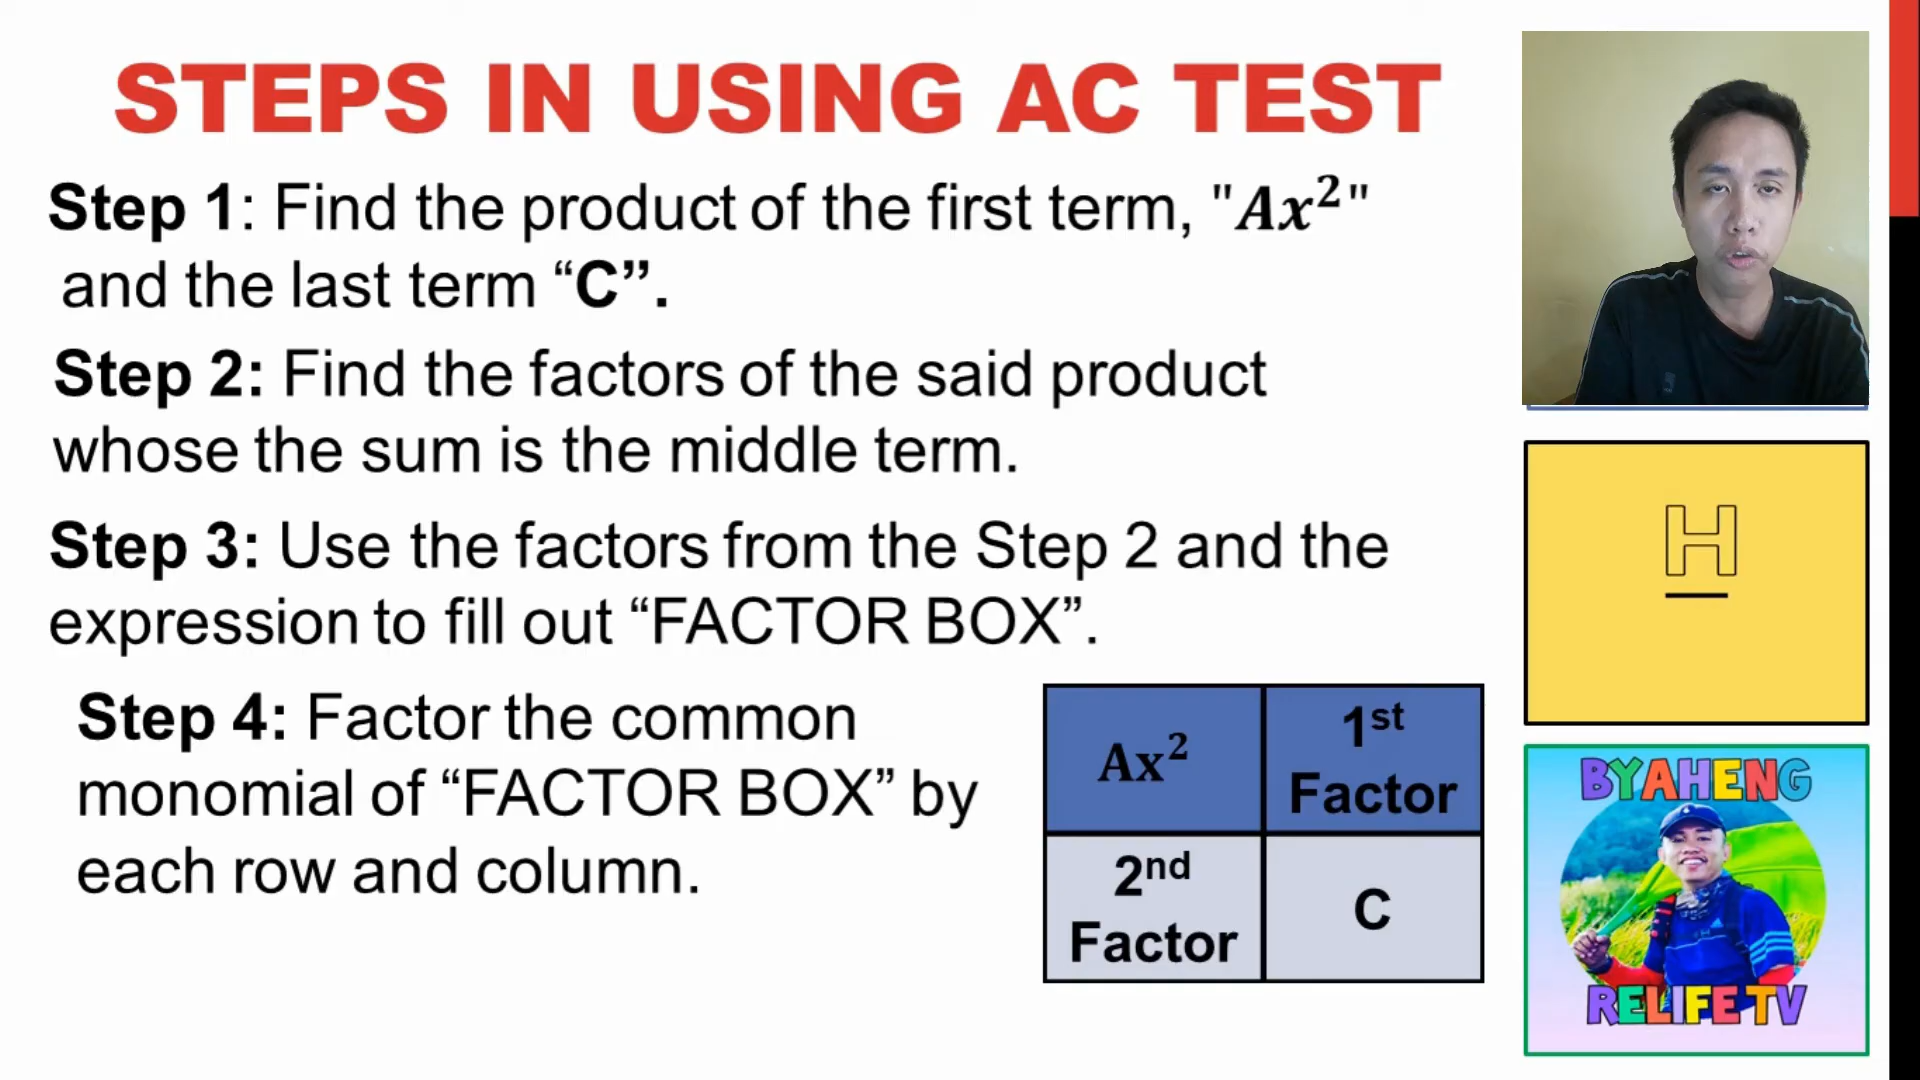 STEPS IN USING AC TEST
Step 1: Find the product of the first term, "𝑨𝒙²"
and the last term “C”.
Step 2: Find the factors of the said product
whose the sum is the middle term.
Step 3: Use the factors from the Step 2 and the
expression to fill out “FACTOR BOX”.
Step 4: Factor the common
monomial of “FACTOR BOX” by
each row and column.
Ax²
1st
Factor
2nd
Factor
C
H
BYAHENG
RELIFE TV